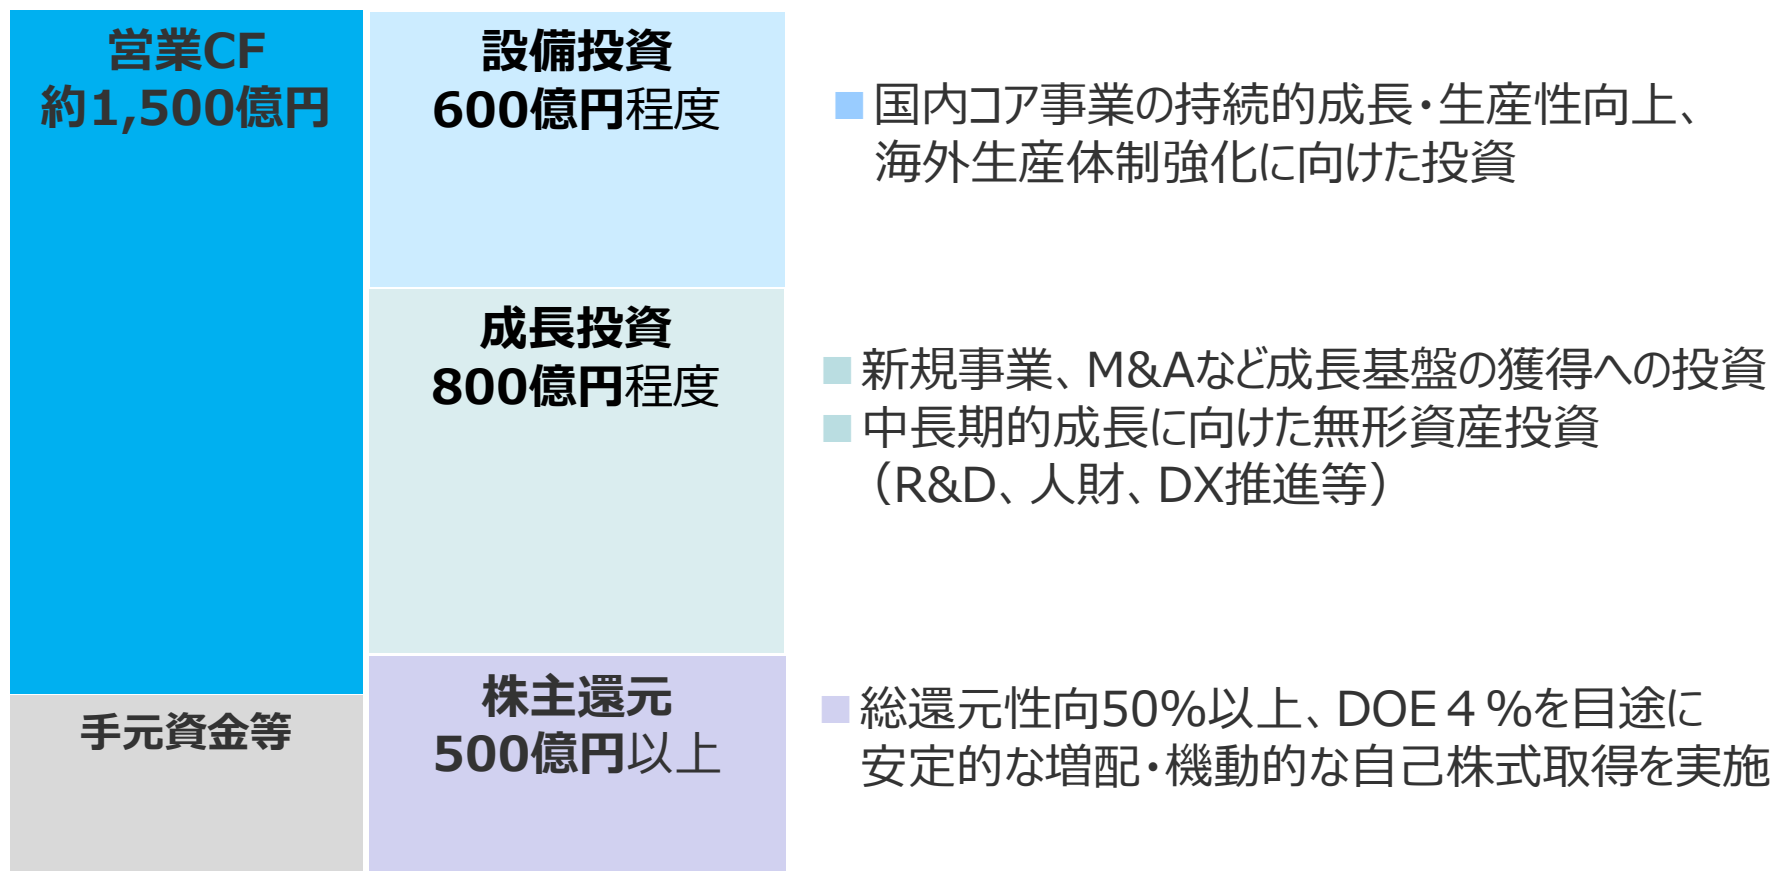 営業CF
約1,500億円
手元資金等
設備投資
600億円程度
成長投資
800億円程度
株主還元
500億円以上
国内コア事業の持続的成長・生産性向上、
海外生産体制強化に向けた投資
新規事業、M&Aなど成長基盤の獲得への投資
中長期的成長に向けた無形資産投資
（R&D、人財、DX推進等）
総還元性向50%以上、DOE４%を目途に
安定的な増配・機動的な自己株式取得を実施